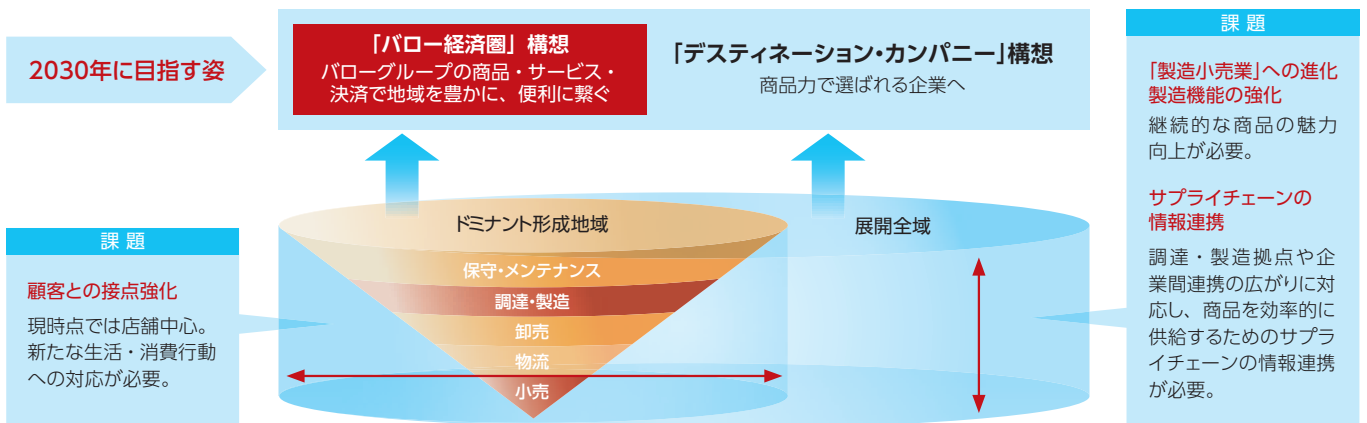 2030年に目指す姿
「バロー経済圏」構想
バローグループの商品・サービス・
決済で地域を豊かに、便利に繋ぐ
「デスティネーション・カンパニー」構想
商品力で選ばれる企業へ
ドミナント形成地域
保守・メンテナンス
調達・製造
卸売
物流
小売
展開全域
課題
顧客との接点強化
現時点では店舗中心。
新たな生活・消費行動
への対応が必要。
課題
「製造小売業」への進化
製造機能の強化
継続的な商品の魅力
向上が必要。
サプライチェーンの
情報連携
調達・製造拠点や企
業間連携の広がりに対
応し、商品を効率的に
供給するためのサプラ
イチェーンの情報連携
が必要。